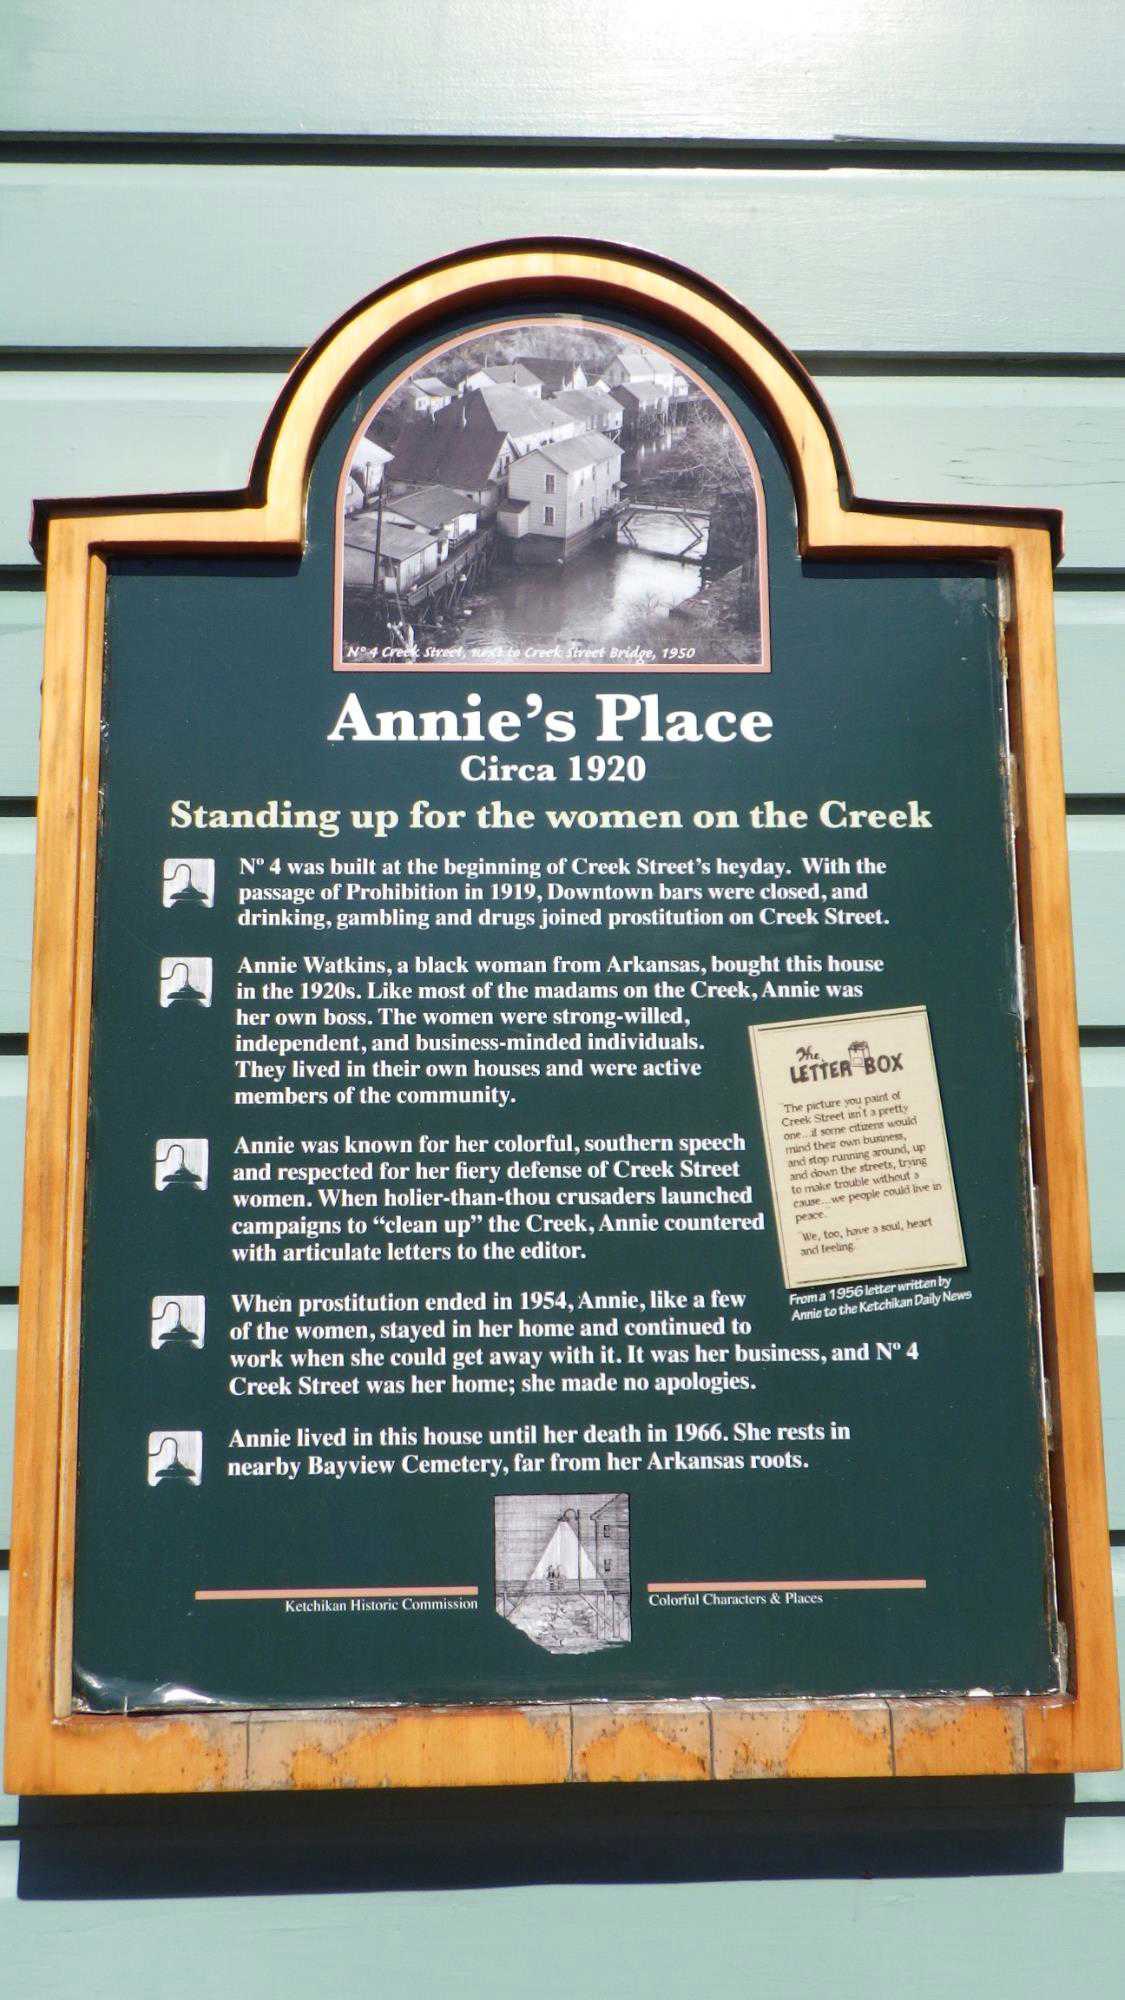 Nº 4 Creek Street, next to Creek Street Bridge, 1950
Annie's Place
Circa 1920
Standing up for the women on the Creek
Nº 4 was built at the beginning of Creek Street's heyday. With the
passage of Prohibition in 1919, Downtown bars were closed, and
drinking, gambling and drugs joined prostitution on Creek Street.
Annie Watkins, a black woman from Arkansas, bought this house
in the 1920s. Like most of the madams on the Creek, Annie was
her own boss. The women were strong-willed,
independent, and business-minded individuals.
They lived in their own houses and were active
members of the community.
Annie was known for her colorful, southern speech
and respected for her fiery defense of Creek Street
women. When holier-than-thou crusaders launched
campaigns to “clean up” the Creek, Annie countered
with articulate letters to the editor.
The
LETTER BOX
"The picture you paint of
Creek Street isn't a pretty
one...if some citizens would
mind their own business,
and stop running around, up
and down the streets, trying
to make trouble without a
cause...we people could live in
peace."
"We, too, have a soul, heart
and feeling."
From a 1956 letter written by
Annie to the Ketchikan Daily News
When prostitution ended in 1954, Annie, like a few
of the women, stayed in her home and continued to
work when she could get away with it. It was her business, and Nº 4
Creek Street was her home; she made no apologies.
Annie lived in this house until her death in 1966. She rests in
nearby Bayview Cemetery, far from her Arkansas roots.
Ketchikan Historic Commission
Colorful Characters & Places